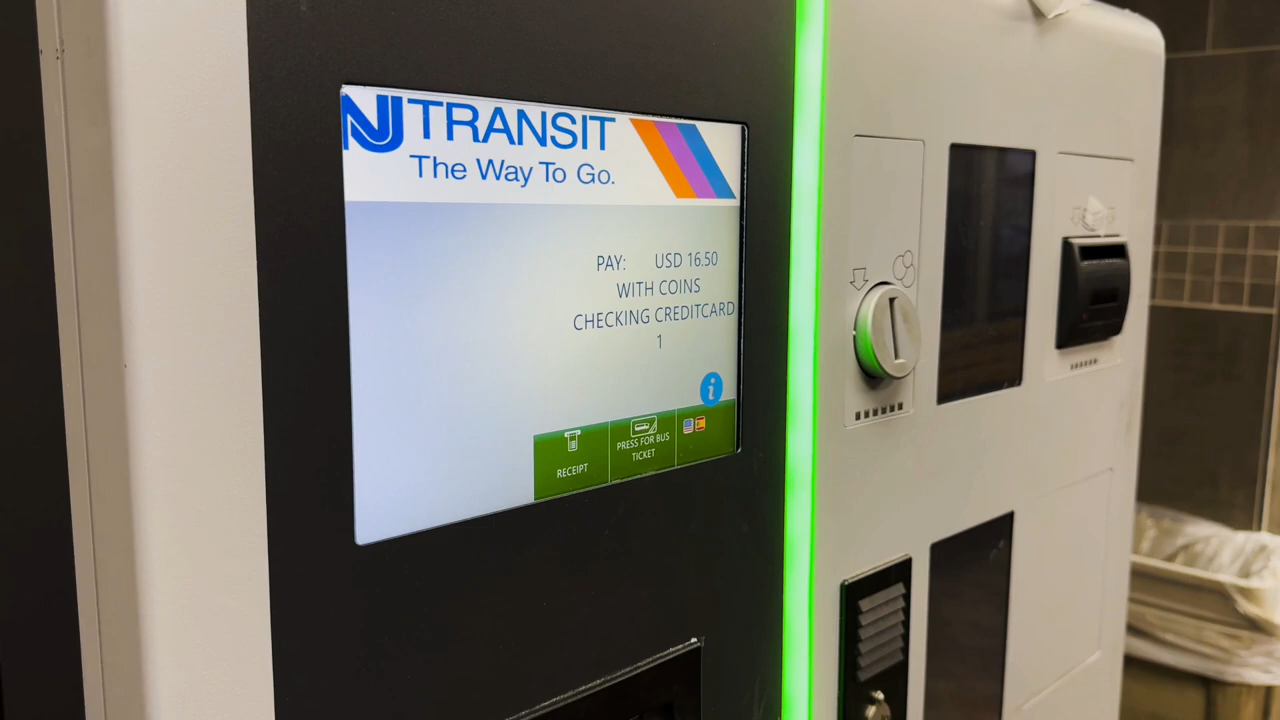 NJ TRANSIT
The Way To Go.
PAY: USD 16.50
WITH COINS
CHECKING CREDITCARD
1
i
RECEIPT
PRESS FOR BUS
TICKET